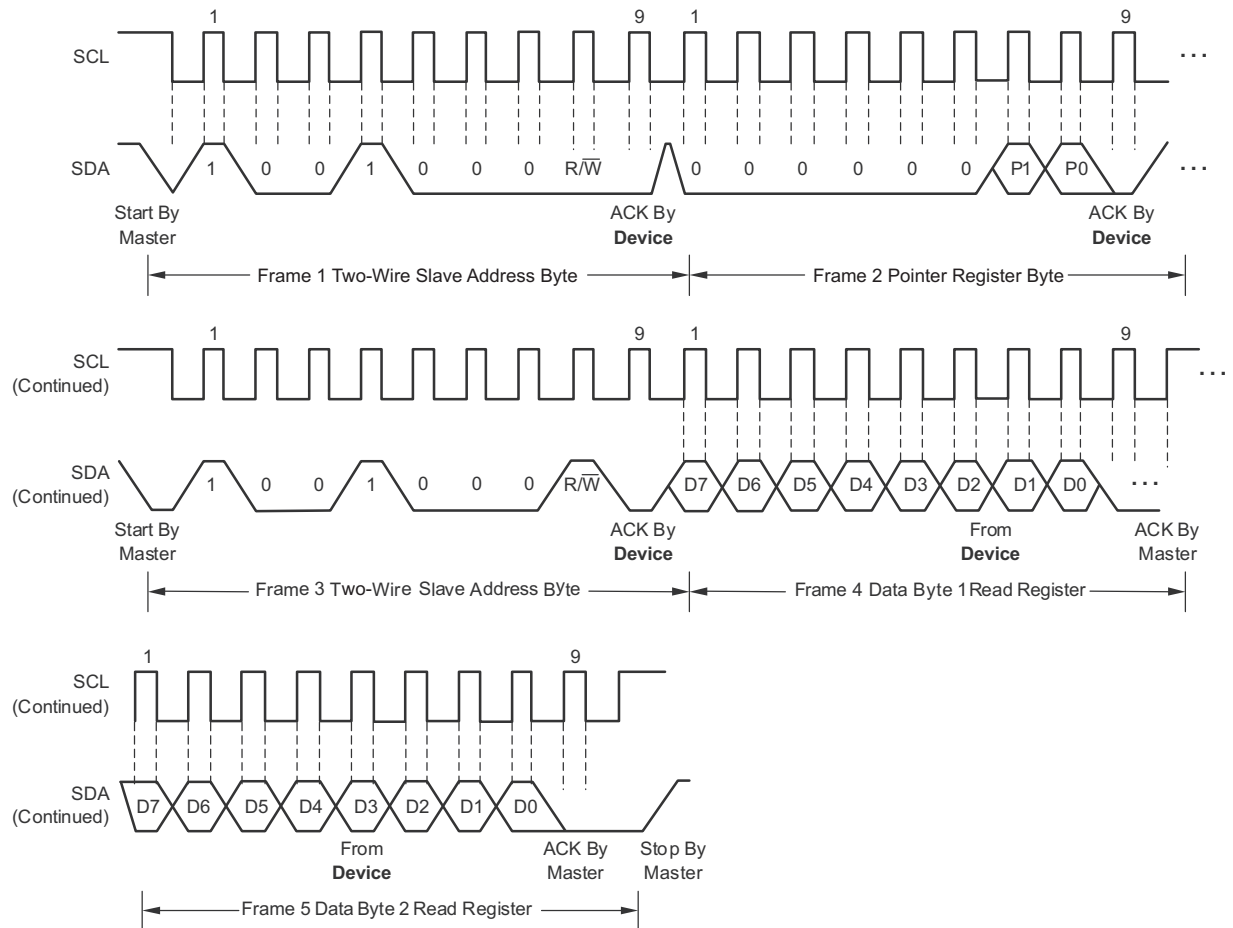 1 9 1 9
SCL ...
SDA 1 0 0 1 0 0 0 R/W̅ 0 0 0 0 0 0 P1 P0 ...
Start By Master
ACK By Device
ACK By Device
Frame 1 Two-Wire Slave Address Byte
Frame 2 Pointer Register Byte
1 9 1 9
SCL (Continued) ...
SDA (Continued) 1 0 0 1 0 0 0 R/W̅ D7 D6 D5 D4 D3 D2 D1 D0 ...
Start By Master
ACK By Device
From Device
ACK By Master
Frame 3 Two-Wire Slave Address Byte
Frame 4 Data Byte 1 Read Register
1 9
SCL (Continued)
SDA (Continued) D7 D6 D5 D4 D3 D2 D1 D0
From Device
ACK By Master
Stop By Master
Frame 5 Data Byte 2 Read Register